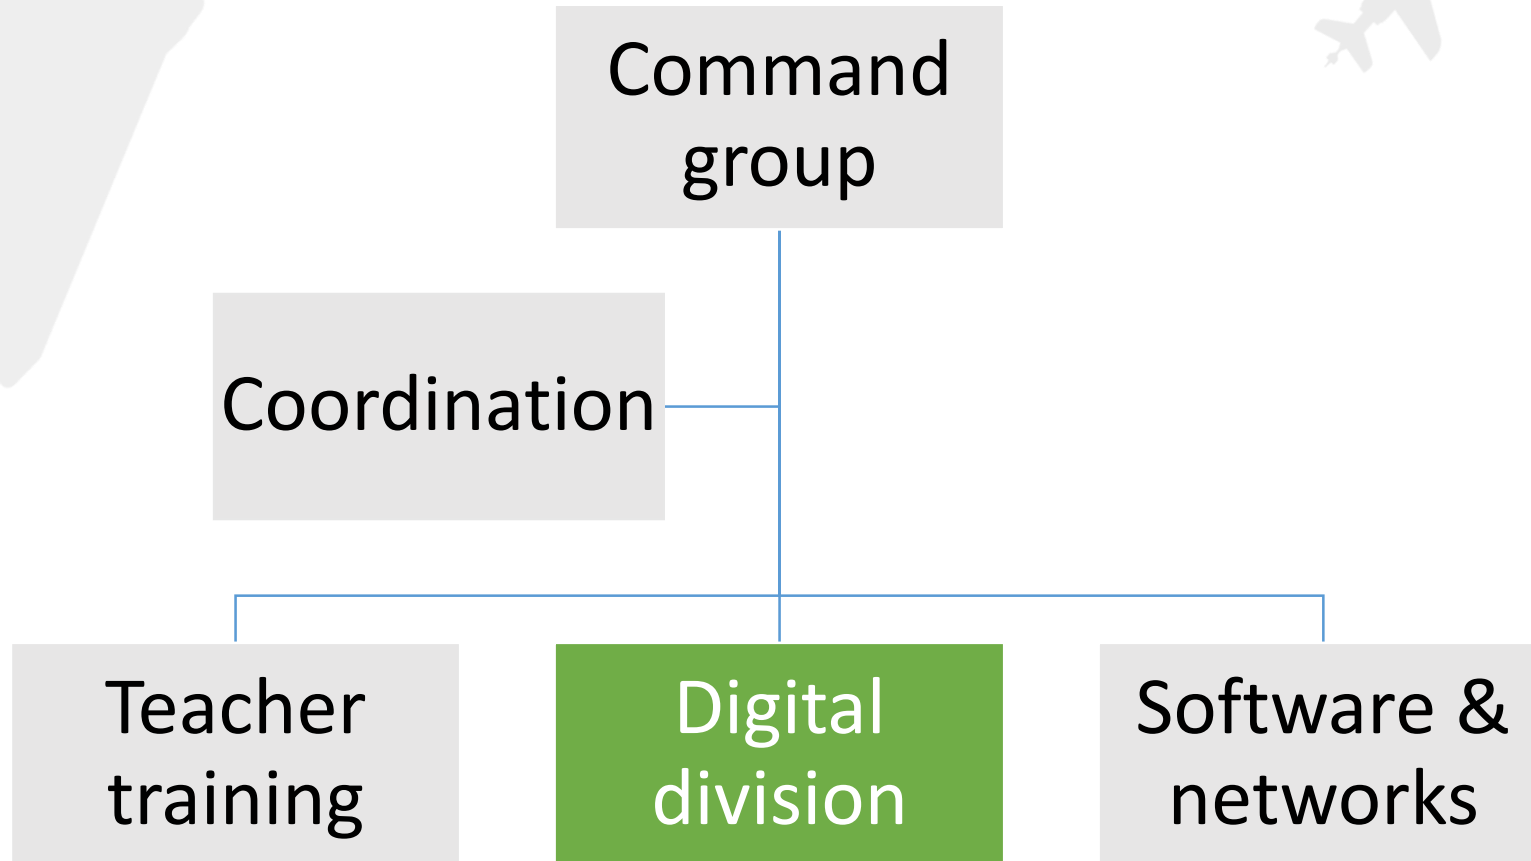 Command
group
Coordination
Teacher
training
Digital
division
Software &
networks